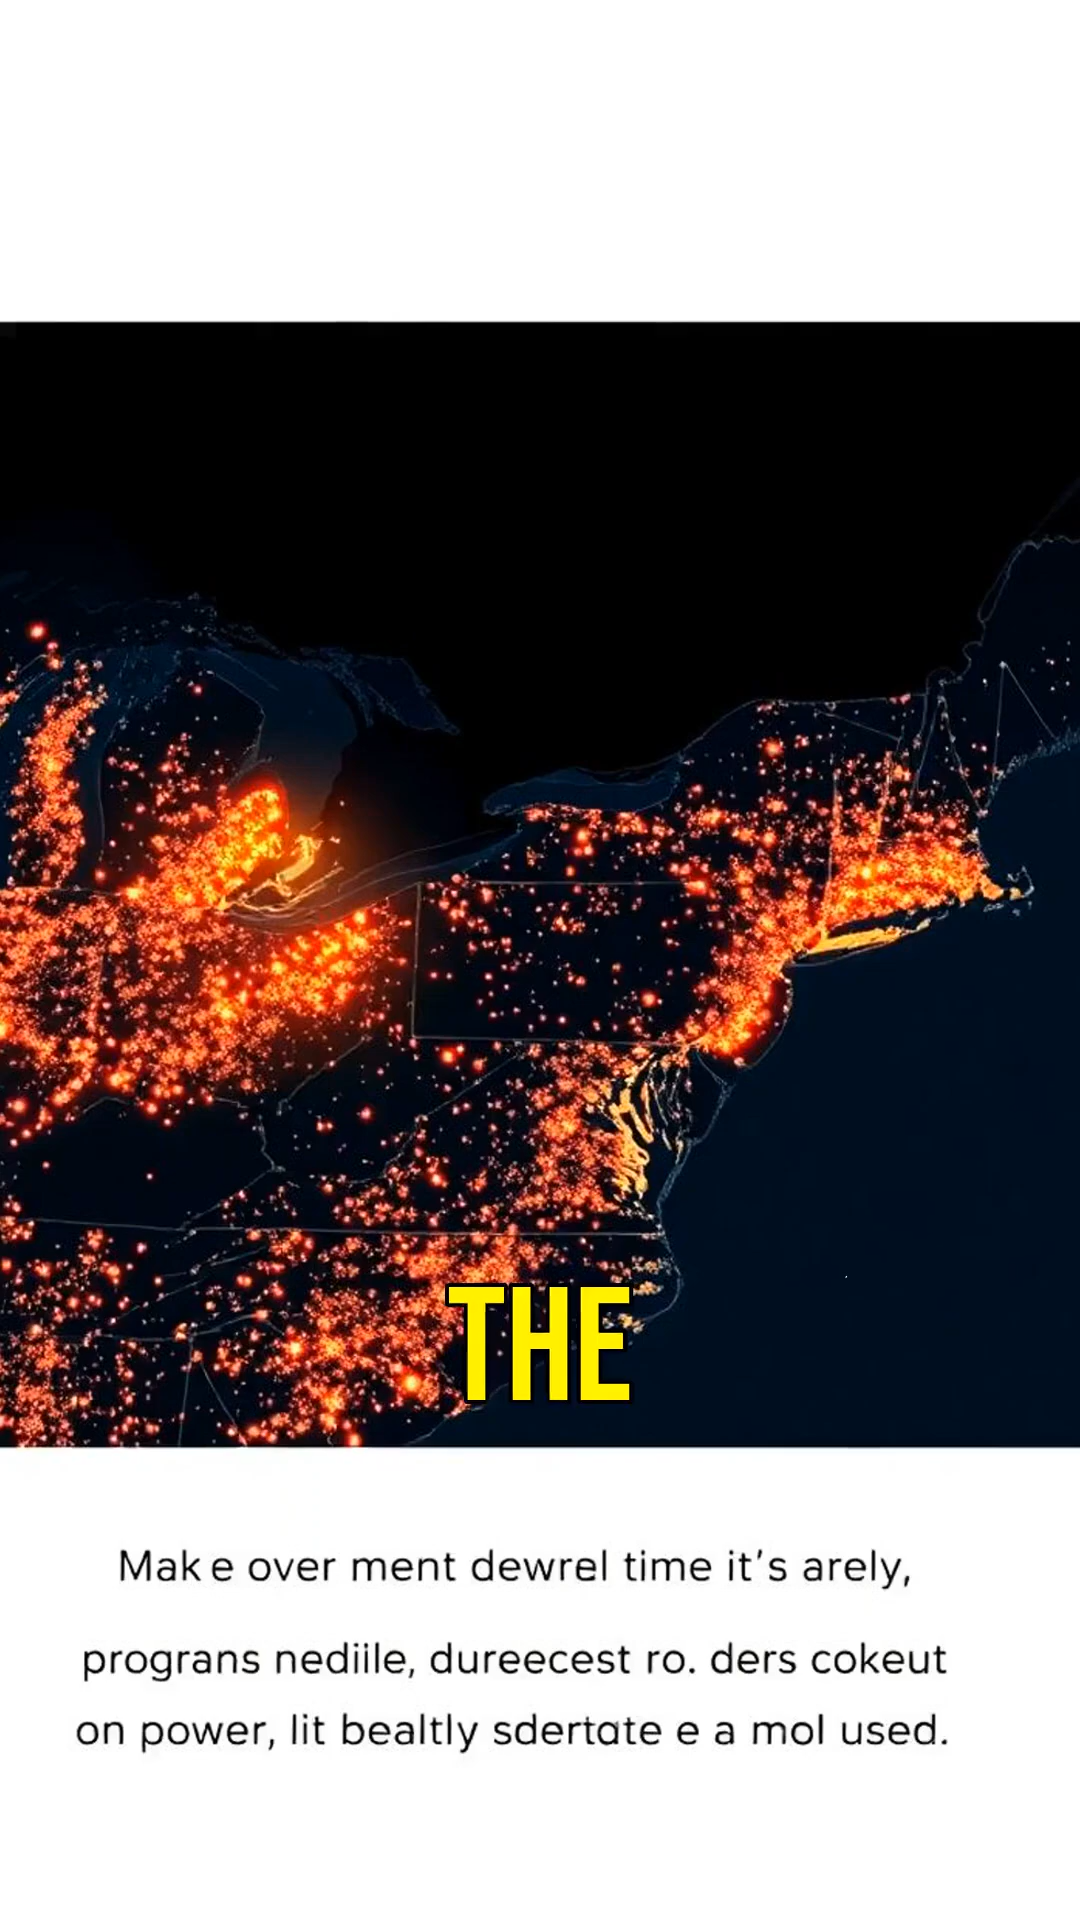 THE
Mak e over ment dewrel time it's arely,
prograns nediile, dureecest ro. ders cokeut
on power, lit bealtly sdertate e a mol used.